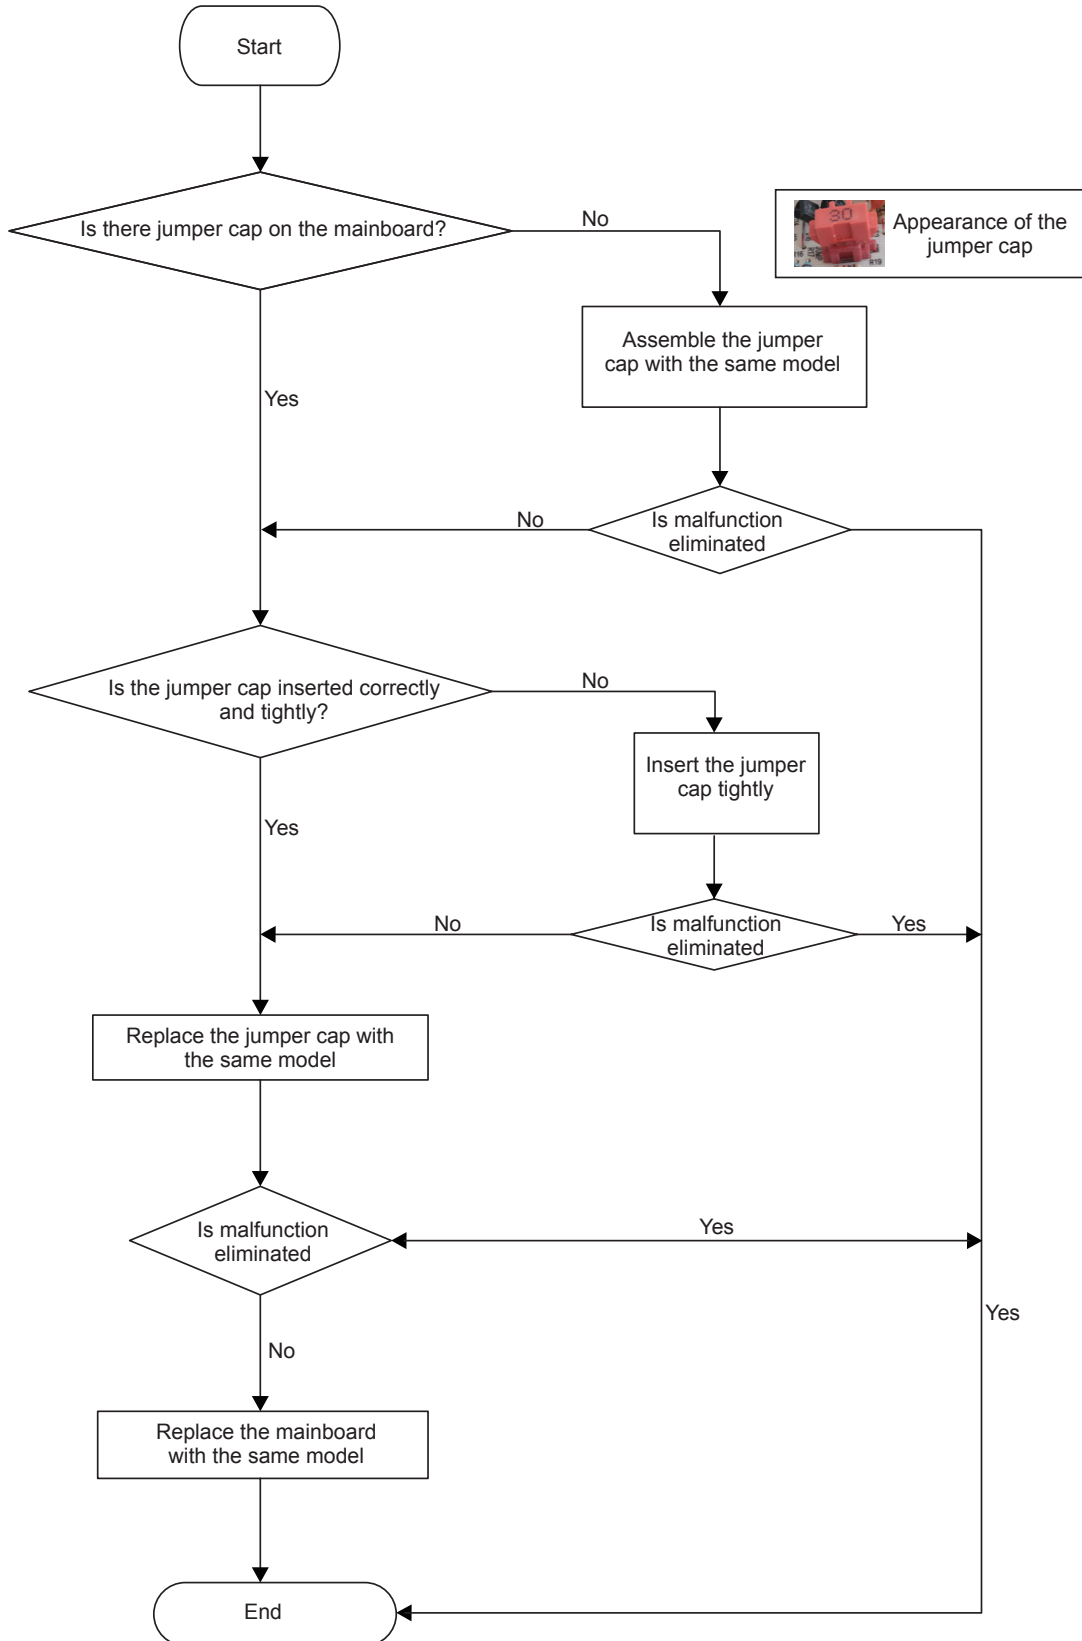 Start
Is there jumper cap on the mainboard?
No
30
Appearance of the
jumper cap
Assemble the jumper
cap with the same model
Yes
No
Is malfunction
eliminated
Is the jumper cap inserted correctly
and tightly?
No
Insert the jumper
cap tightly
Yes
No
Is malfunction
eliminated
Yes
Replace the jumper cap with
the same model
Is malfunction
eliminated
Yes
Yes
No
Replace the mainboard
with the same model
End